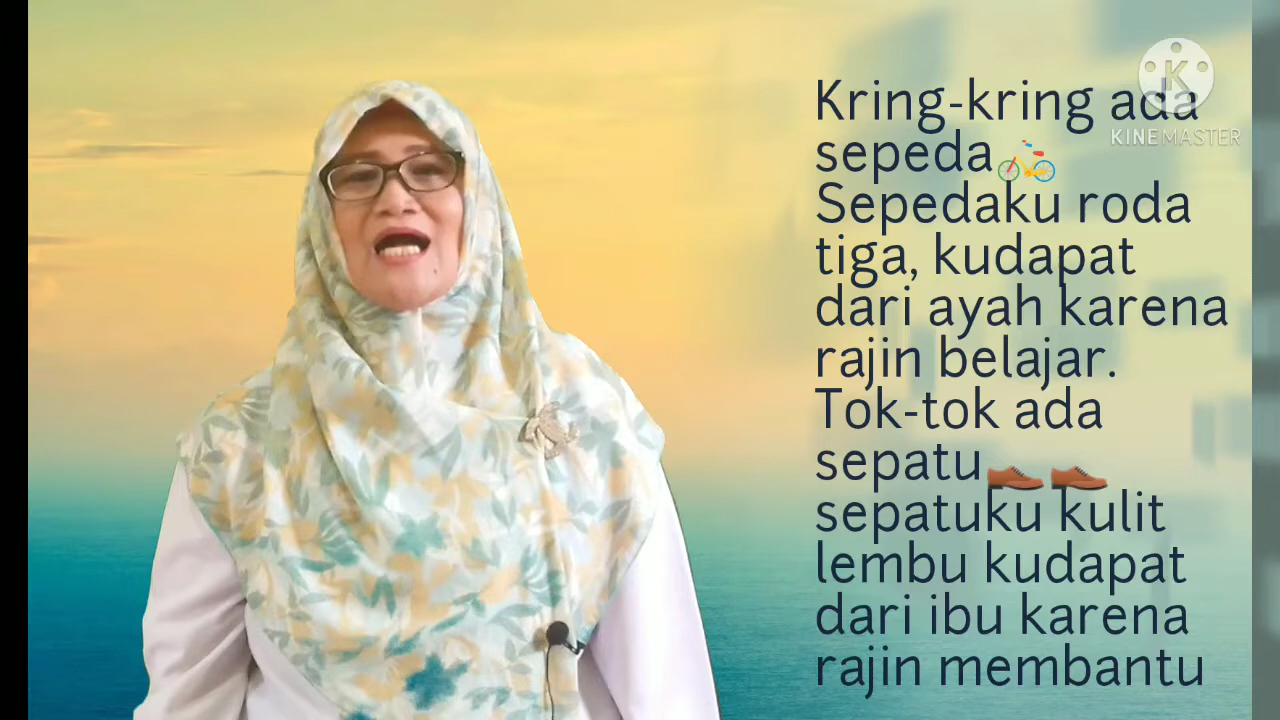 Kring-kring ada
sepeda🚲
Sepedaku roda
tiga, kudapat
dari ayah karena
rajin belajar.
Tok-tok ada
sepatu👞👞
sepatuku kulit
lembu kudapat
dari ibu karena
rajin membantu
K
KINEMASTER